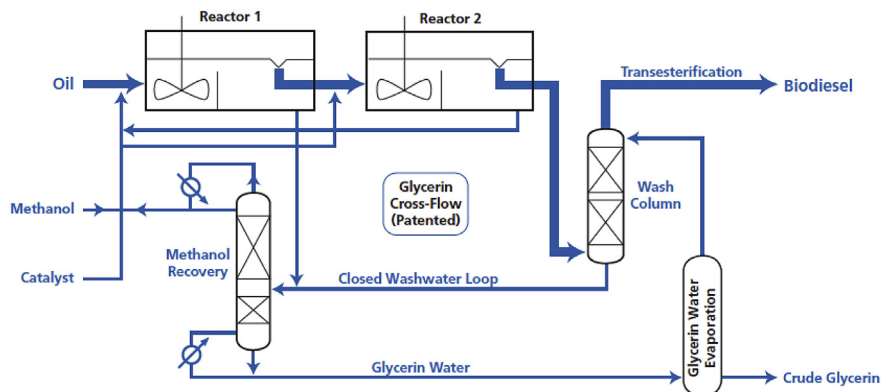 Reactor 1
Reactor 2
Oil
Transesterification
Biodiesel
Glycerin
Cross-Flow
(Patented)
Wash
Column
Methanol
Methanol
Recovery
Catalyst
Closed Washwater Loop
Glycerin Water
Evaporation
Glycerin Water
Crude Glycerin